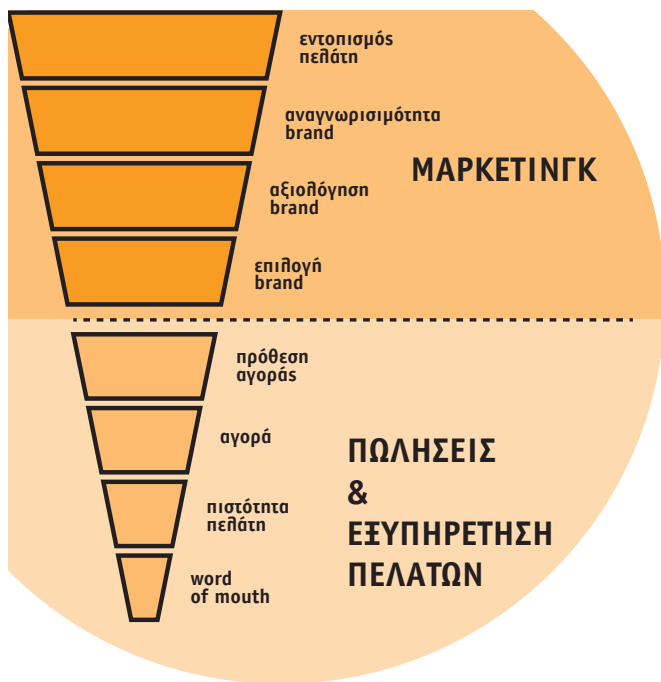 εντοπισμός
πελάτη
αναγνωρισιμότητα
brand
ΜΑΡΚΕΤΙΝΓΚ
αξιολόγηση
brand
επιλογή
brand
πρόθεση
αγοράς
αγορά
ΠΩΛΗΣΕΙΣ
&
ΕΞΥΠΗΡΕΤΗΣΗ
ΠΕΛΑΤΩΝ
πιστότητα
πελάτη
word
of mouth